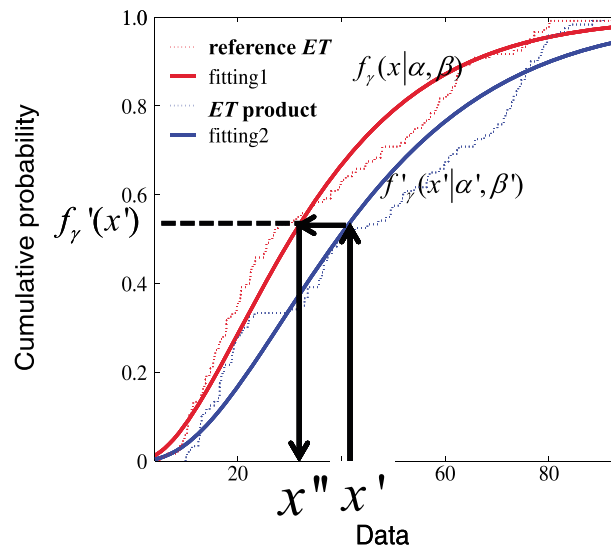 1.0
0.8
0.6
0.4
0.2
0
Cumulative probability
reference ET
fitting1
ET product
fitting2
fγ(x|α, β)
f'γ(x'|α', β')
fγ'(x')
20
60
80
x'' x'
Data